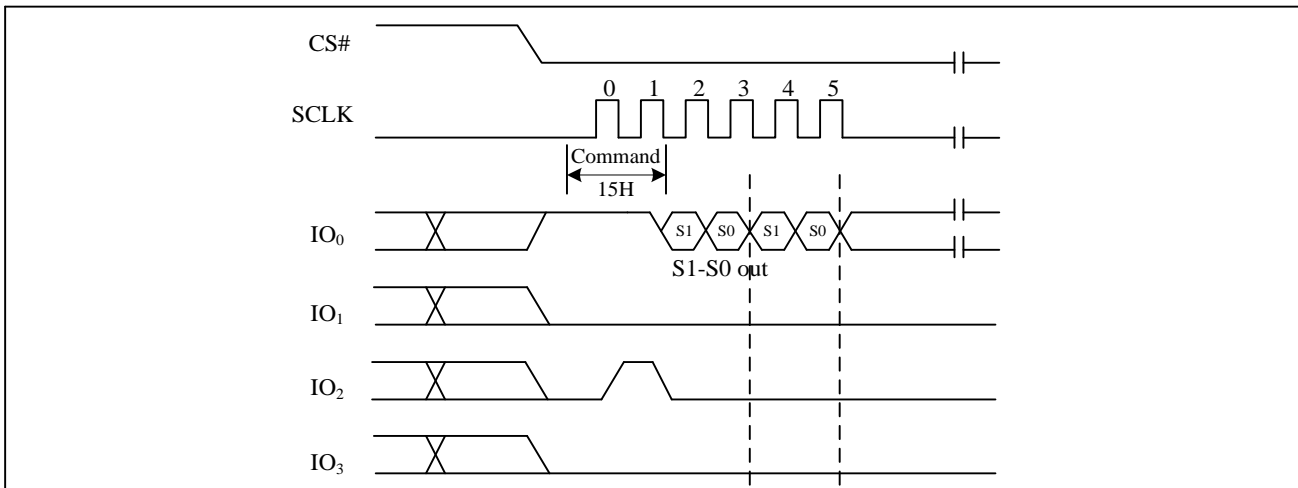 CS#
0 1 2 3 4 5
SCLK
Command
15H
IO₀
S1 S0 S1 S0
S1-S0 out
IO₁
IO₂
IO₃